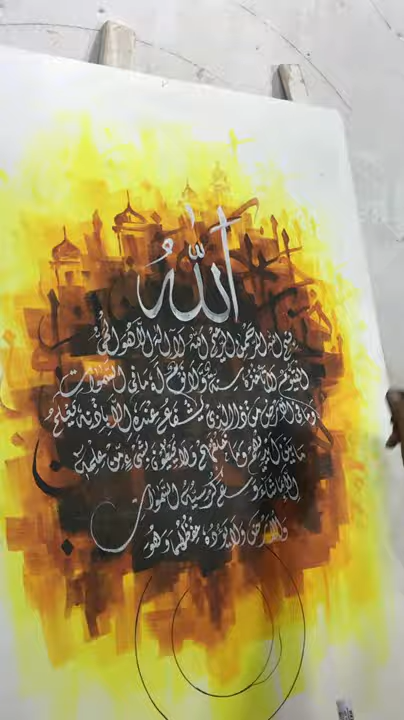 الله
بسم الله الرحمن الرحيم الله لا اله الا هو الحي
القيوم لا تأخذه سنة ولا نوم له ما في السموات
وما في الارض من ذا الذي يشفع عنده الا باذنه يعلم
ما بين ايديهم وما خلفهم ولا يحيطون بشيء من علمه
الا بما شاء وسع كرسيه السموات
والارض ولا يؤده حفظهما وهو